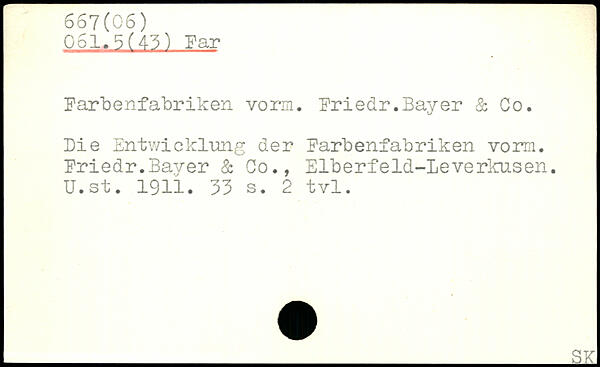 667(06)
061.5(43) Far
Farbenfabriken vorm. Friedr.Bayer & Co.
Die Entwicklung der Farbenfabriken vorm.
Friedr.Bayer & Co., Elberfeld-Leverkusen.
U.st. 1911. 33 s. 2 tvl.
SK